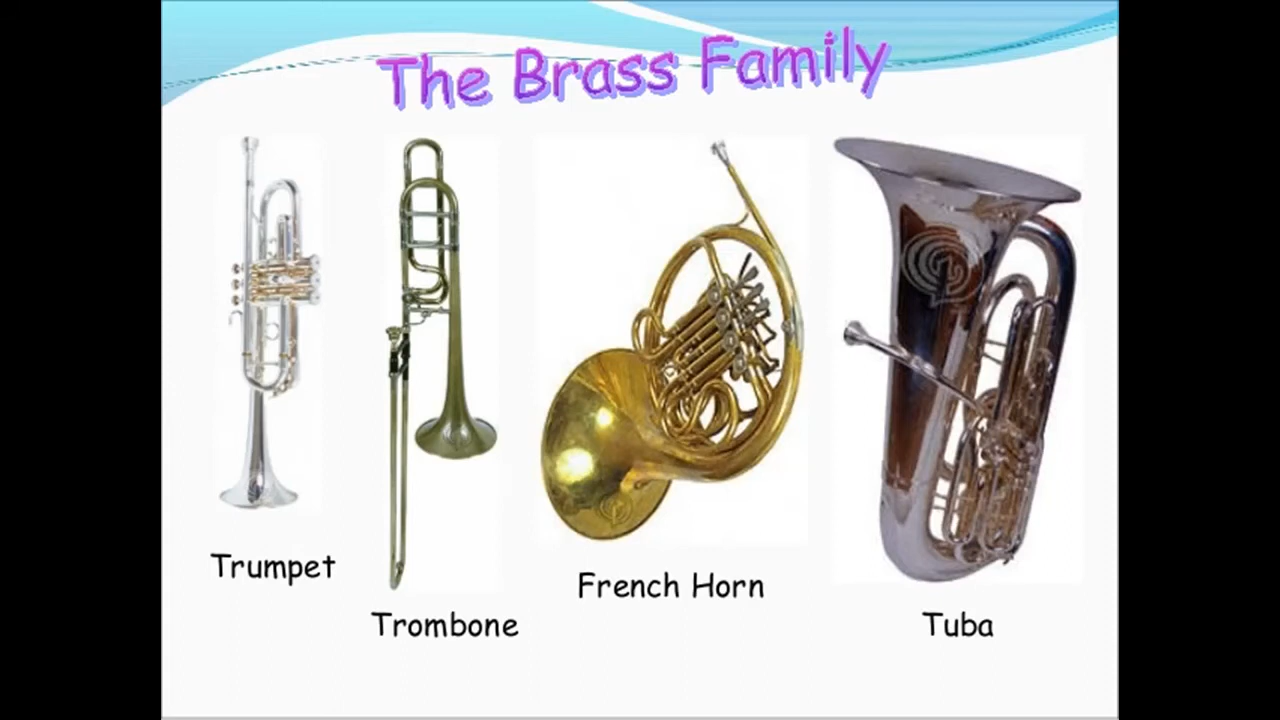 The Brass Family
Trumpet
Trombone
French Horn
Tuba